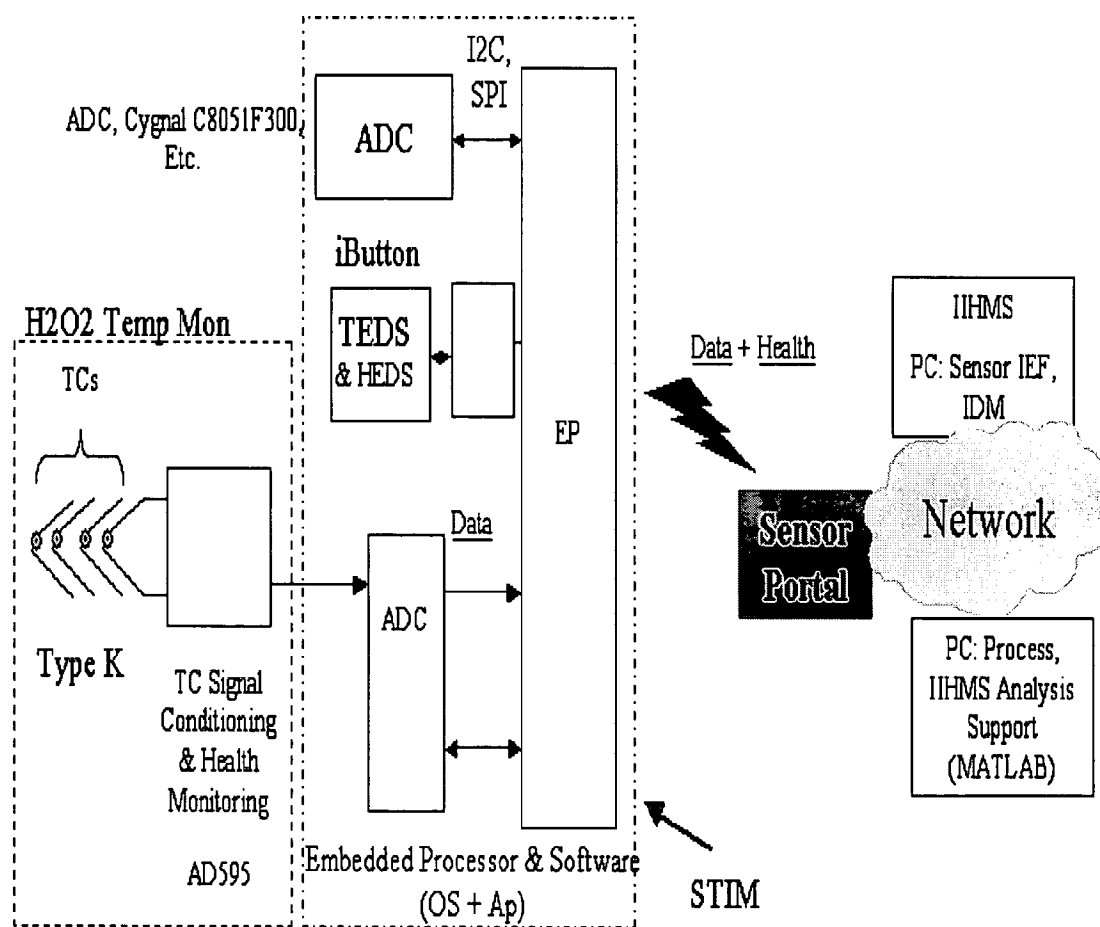 I2C,
SPI
ADC, Cygnal C8051F300,
Etc.
ADC
iButton
TEDS
& HEDS
H2O2 Temp Mon
TCs
Type K
TC Signal
Conditioning
& Health
Monitoring
AD595
Data
ADC
EP
Embedded Processor & Software
(OS + Ap)
STIM
Data + Health
Sensor
Portal
IIHMS
PC: Sensor IEF,
IDM
Network
PC: Process,
IIHMS Analysis
Support
(MATLAB)